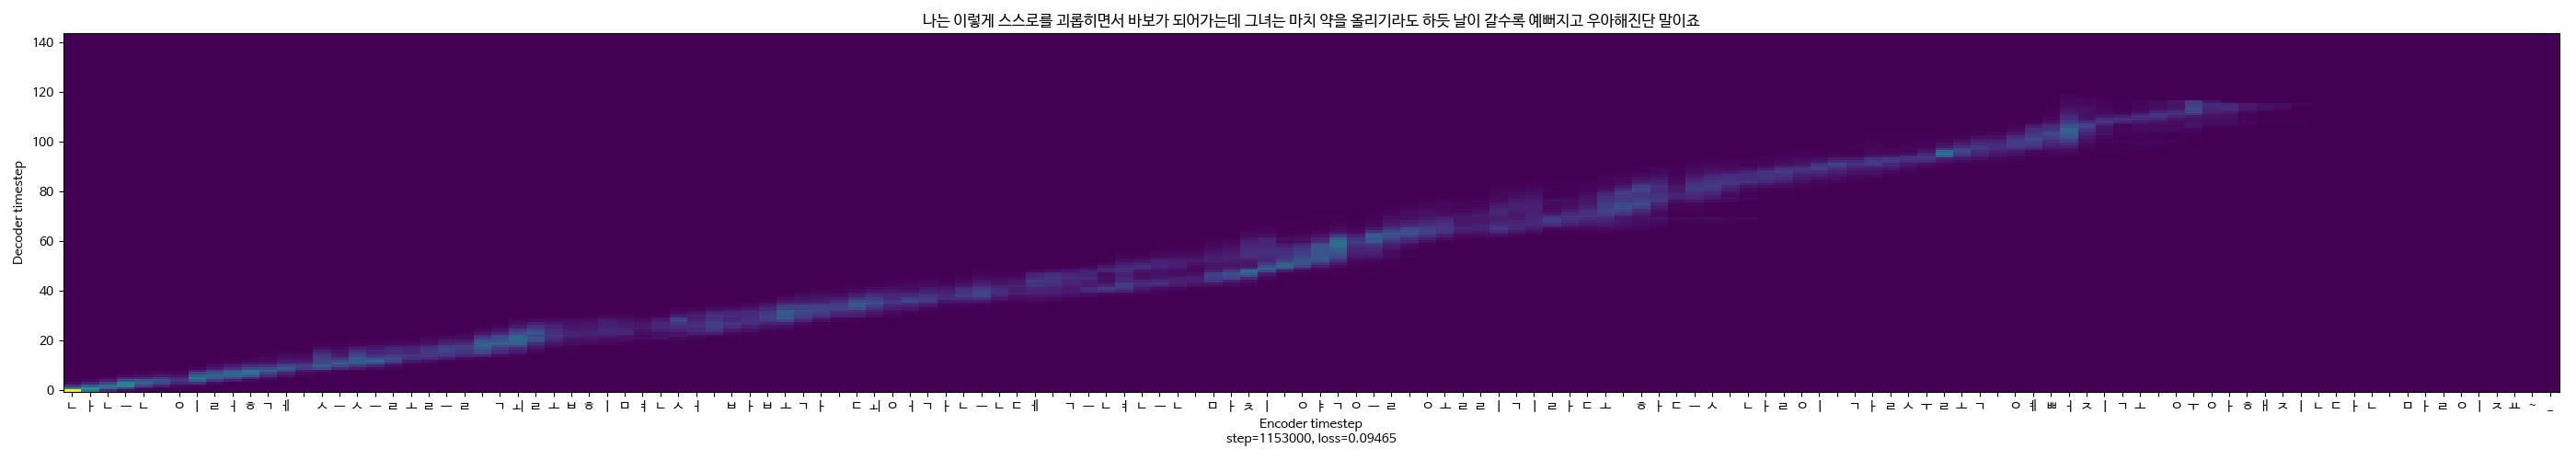 나는 이렇게 스스로를 괴롭히면서 바보가 되어가는데 그녀는 마치 약을 올리기라도 하듯 날이 갈수록 예뻐지고 우아해진단 말이죠
140
120
100
80
60
40
20
0
Decoder timestep
ㄴ ㅏ ㄴ ㅡ ㄴ   ㅇ ㅣ ㄹ ㅓ ㅎ ㄱ ㅔ   ㅅ ㅡ ㅅ ㅡ ㄹ ㅗ ㄹ ㅡ ㄹ   ㄱ ㅚ ㄹ ㅗ ㅂ ㅎ ㅣ ㅁ ㅕ ㄴ ㅅ ㅓ   ㅂ ㅏ ㅂ ㅗ ㄱ ㅏ   ㄷ ㅚ ㅇ ㅓ ㄱ ㅏ ㄴ ㅡ ㄴ ㄷ ㅔ   ㄱ ㅡ ㄴ ㅕ ㄴ ㅡ ㄴ   ㅁ ㅏ ㅊ ㅣ   ㅇ ㅑ ㄱ ㅇ ㅡ ㄹ   ㅇ ㅗ ㄹ ㄹ ㅣ ㄱ ㅣ ㄹ ㅏ ㄷ ㅗ   ㅎ ㅏ ㄷ ㅡ ㅅ   ㄴ ㅏ ㄹ ㅇ ㅣ   ㄱ ㅏ ㄹ ㅅ ㅜ ㄹ ㅗ ㄱ   ㅇ ㅖ ㅃ ㅓ ㅈ ㅣ ㄱ ㅗ   ㅇ ㅜ ㅇ ㅏ ㅎ ㅐ ㅈ ㅣ ㄴ ㄷ ㅏ ㄴ   ㅁ ㅏ ㄹ ㅇ ㅣ ㅈ ㅛ ~ _
Encoder timestep
step=1153000, loss=0.09465